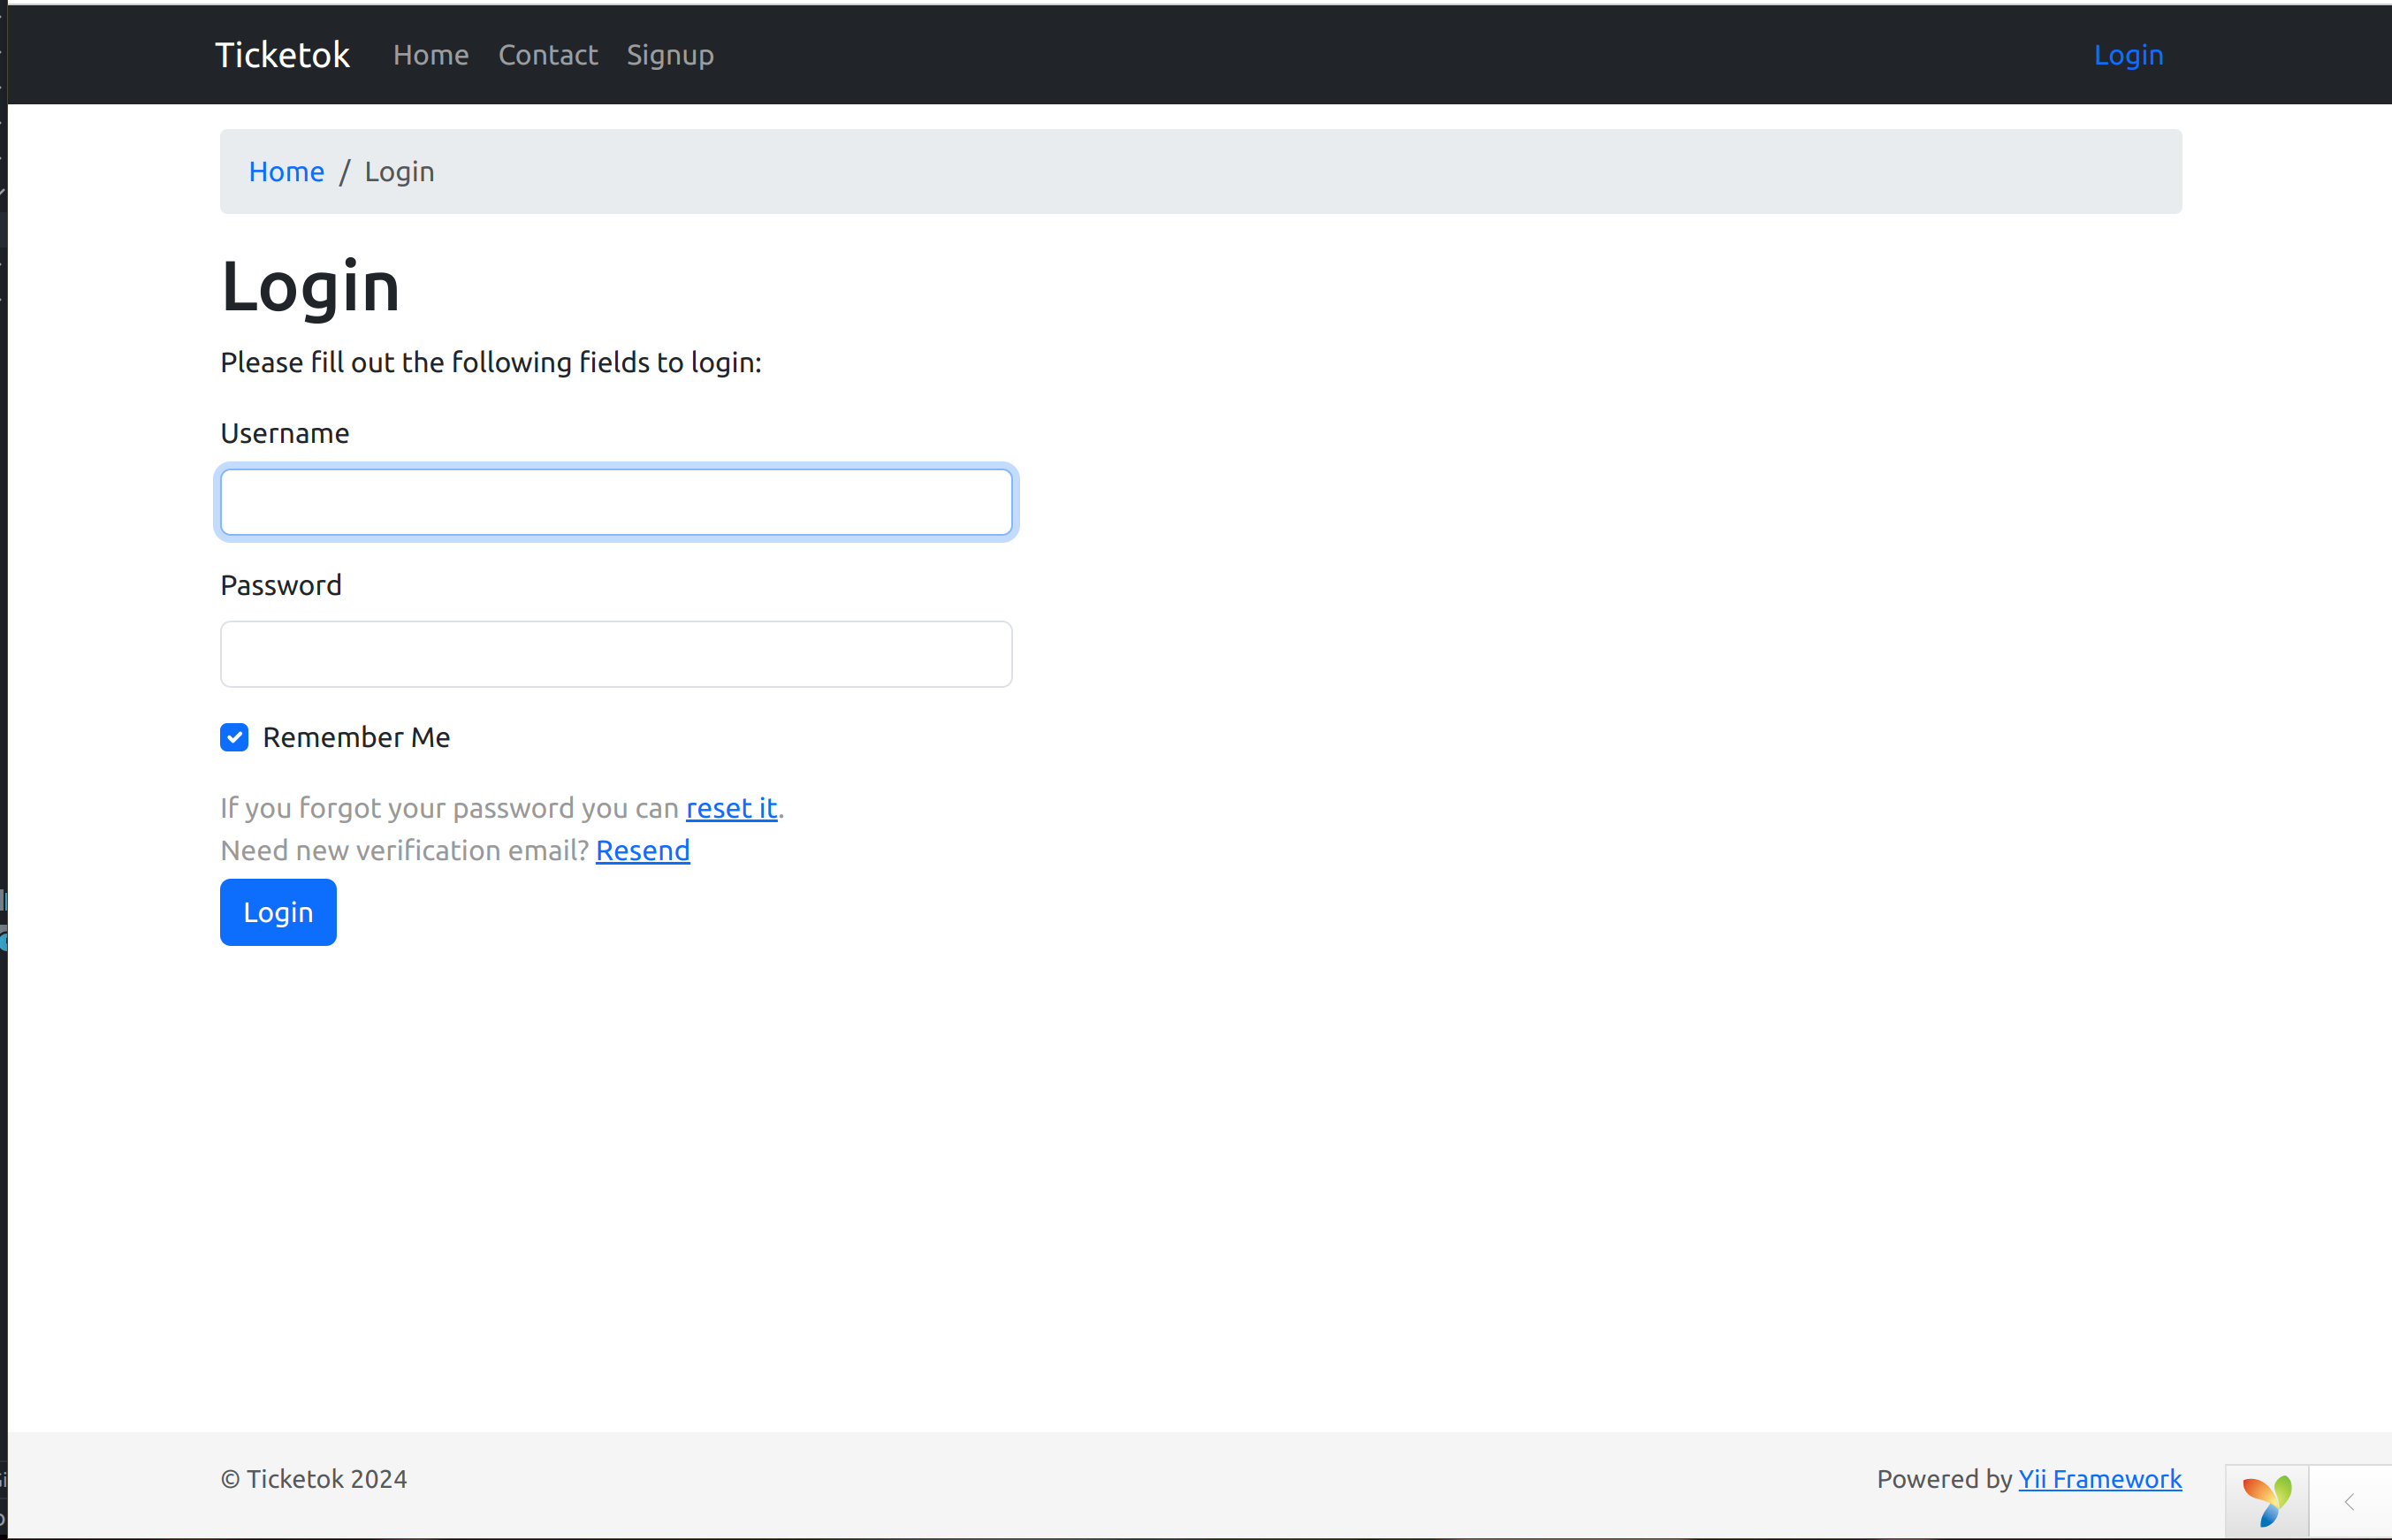 Ticketok Home Contact Signup Login
Home / Login
Login
Please fill out the following fields to login:
Username
Password
Remember Me
If you forgot your password you can reset it.
Need new verification email? Resend
Login
© Ticketok 2024 Powered by Yii Framework